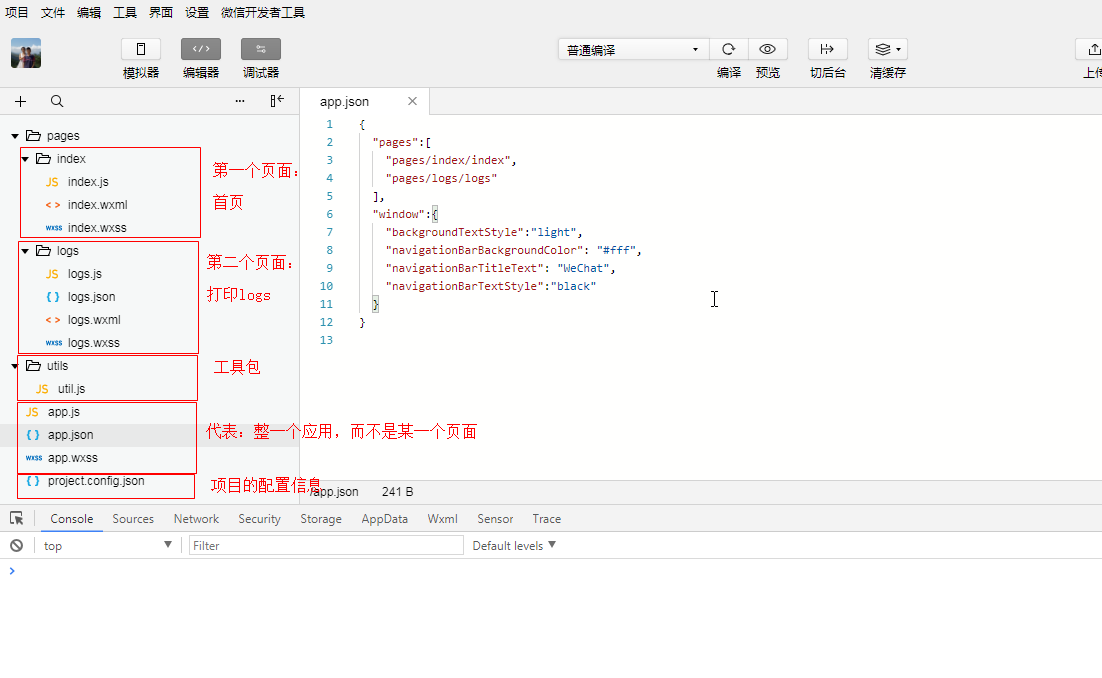 项目 文件 编辑 工具 界面 设置 微信开发者工具
模拟器 编辑器 调试器 普通编译 编译 预览 切后台 清缓存 上传
app.json
pages
index
JS index.js
<> index.wxml
wxss index.wxss
第一个页面:
首页
logs
JS logs.js
{ } logs.json
<> logs.wxml
wxss logs.wxss
第二个页面:
打印logs
utils
JS util.js
工具包
JS app.js
{ } app.json
wxss app.wxss
代表: 整一个应用, 而不是某一个页面
{ } project.config.json
项目的配置信息
1 {
2 "pages":[
3 "pages/index/index",
4 "pages/logs/logs"
5 ],
6 "window":{
7 "backgroundTextStyle":"light",
8 "navigationBarBackgroundColor": "#fff",
9 "navigationBarTitleText": "WeChat",
10 "navigationBarTextStyle":"black"
11 }
12 }
13
/app.json 241 B
Console Sources Network Security Storage AppData Wxml Sensor Trace
top Filter Default levels